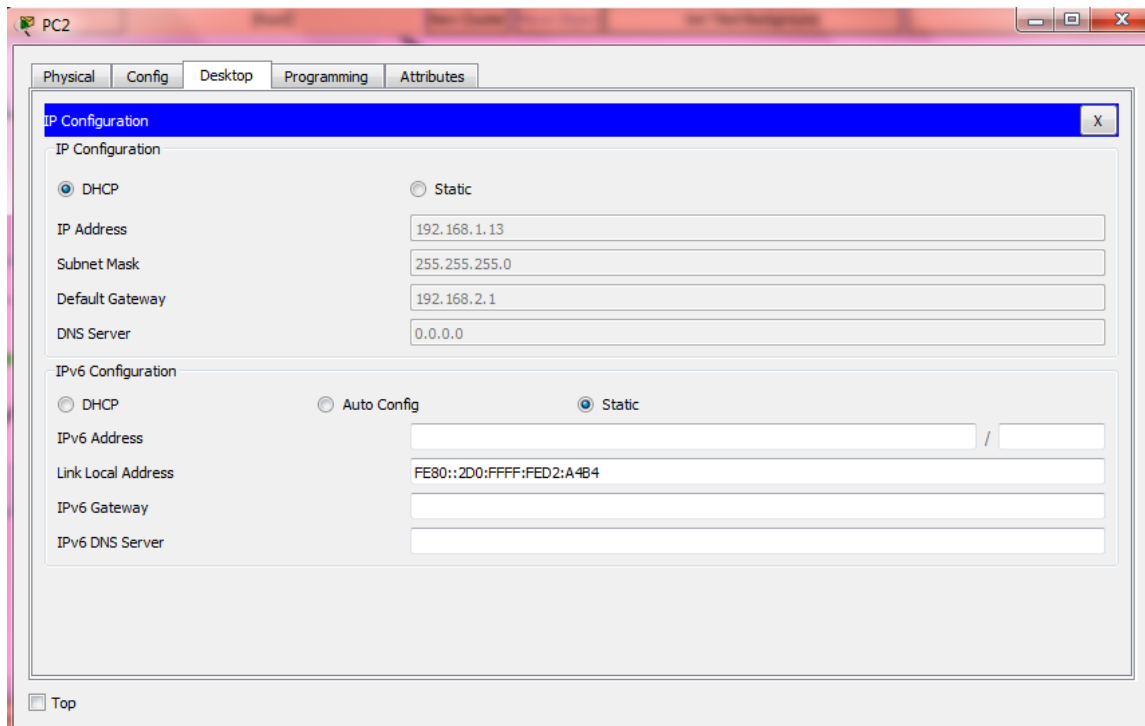 PC2
Physical Config Desktop Programming Attributes
IP Configuration X
IP Configuration
DHCP Static
IP Address 192.168.1.13
Subnet Mask 255.255.255.0
Default Gateway 192.168.2.1
DNS Server 0.0.0.0
IPv6 Configuration
DHCP Auto Config Static
IPv6 Address /
Link Local Address FE80::2D0:FFFF:FED2:A4B4
IPv6 Gateway
IPv6 DNS Server
Top